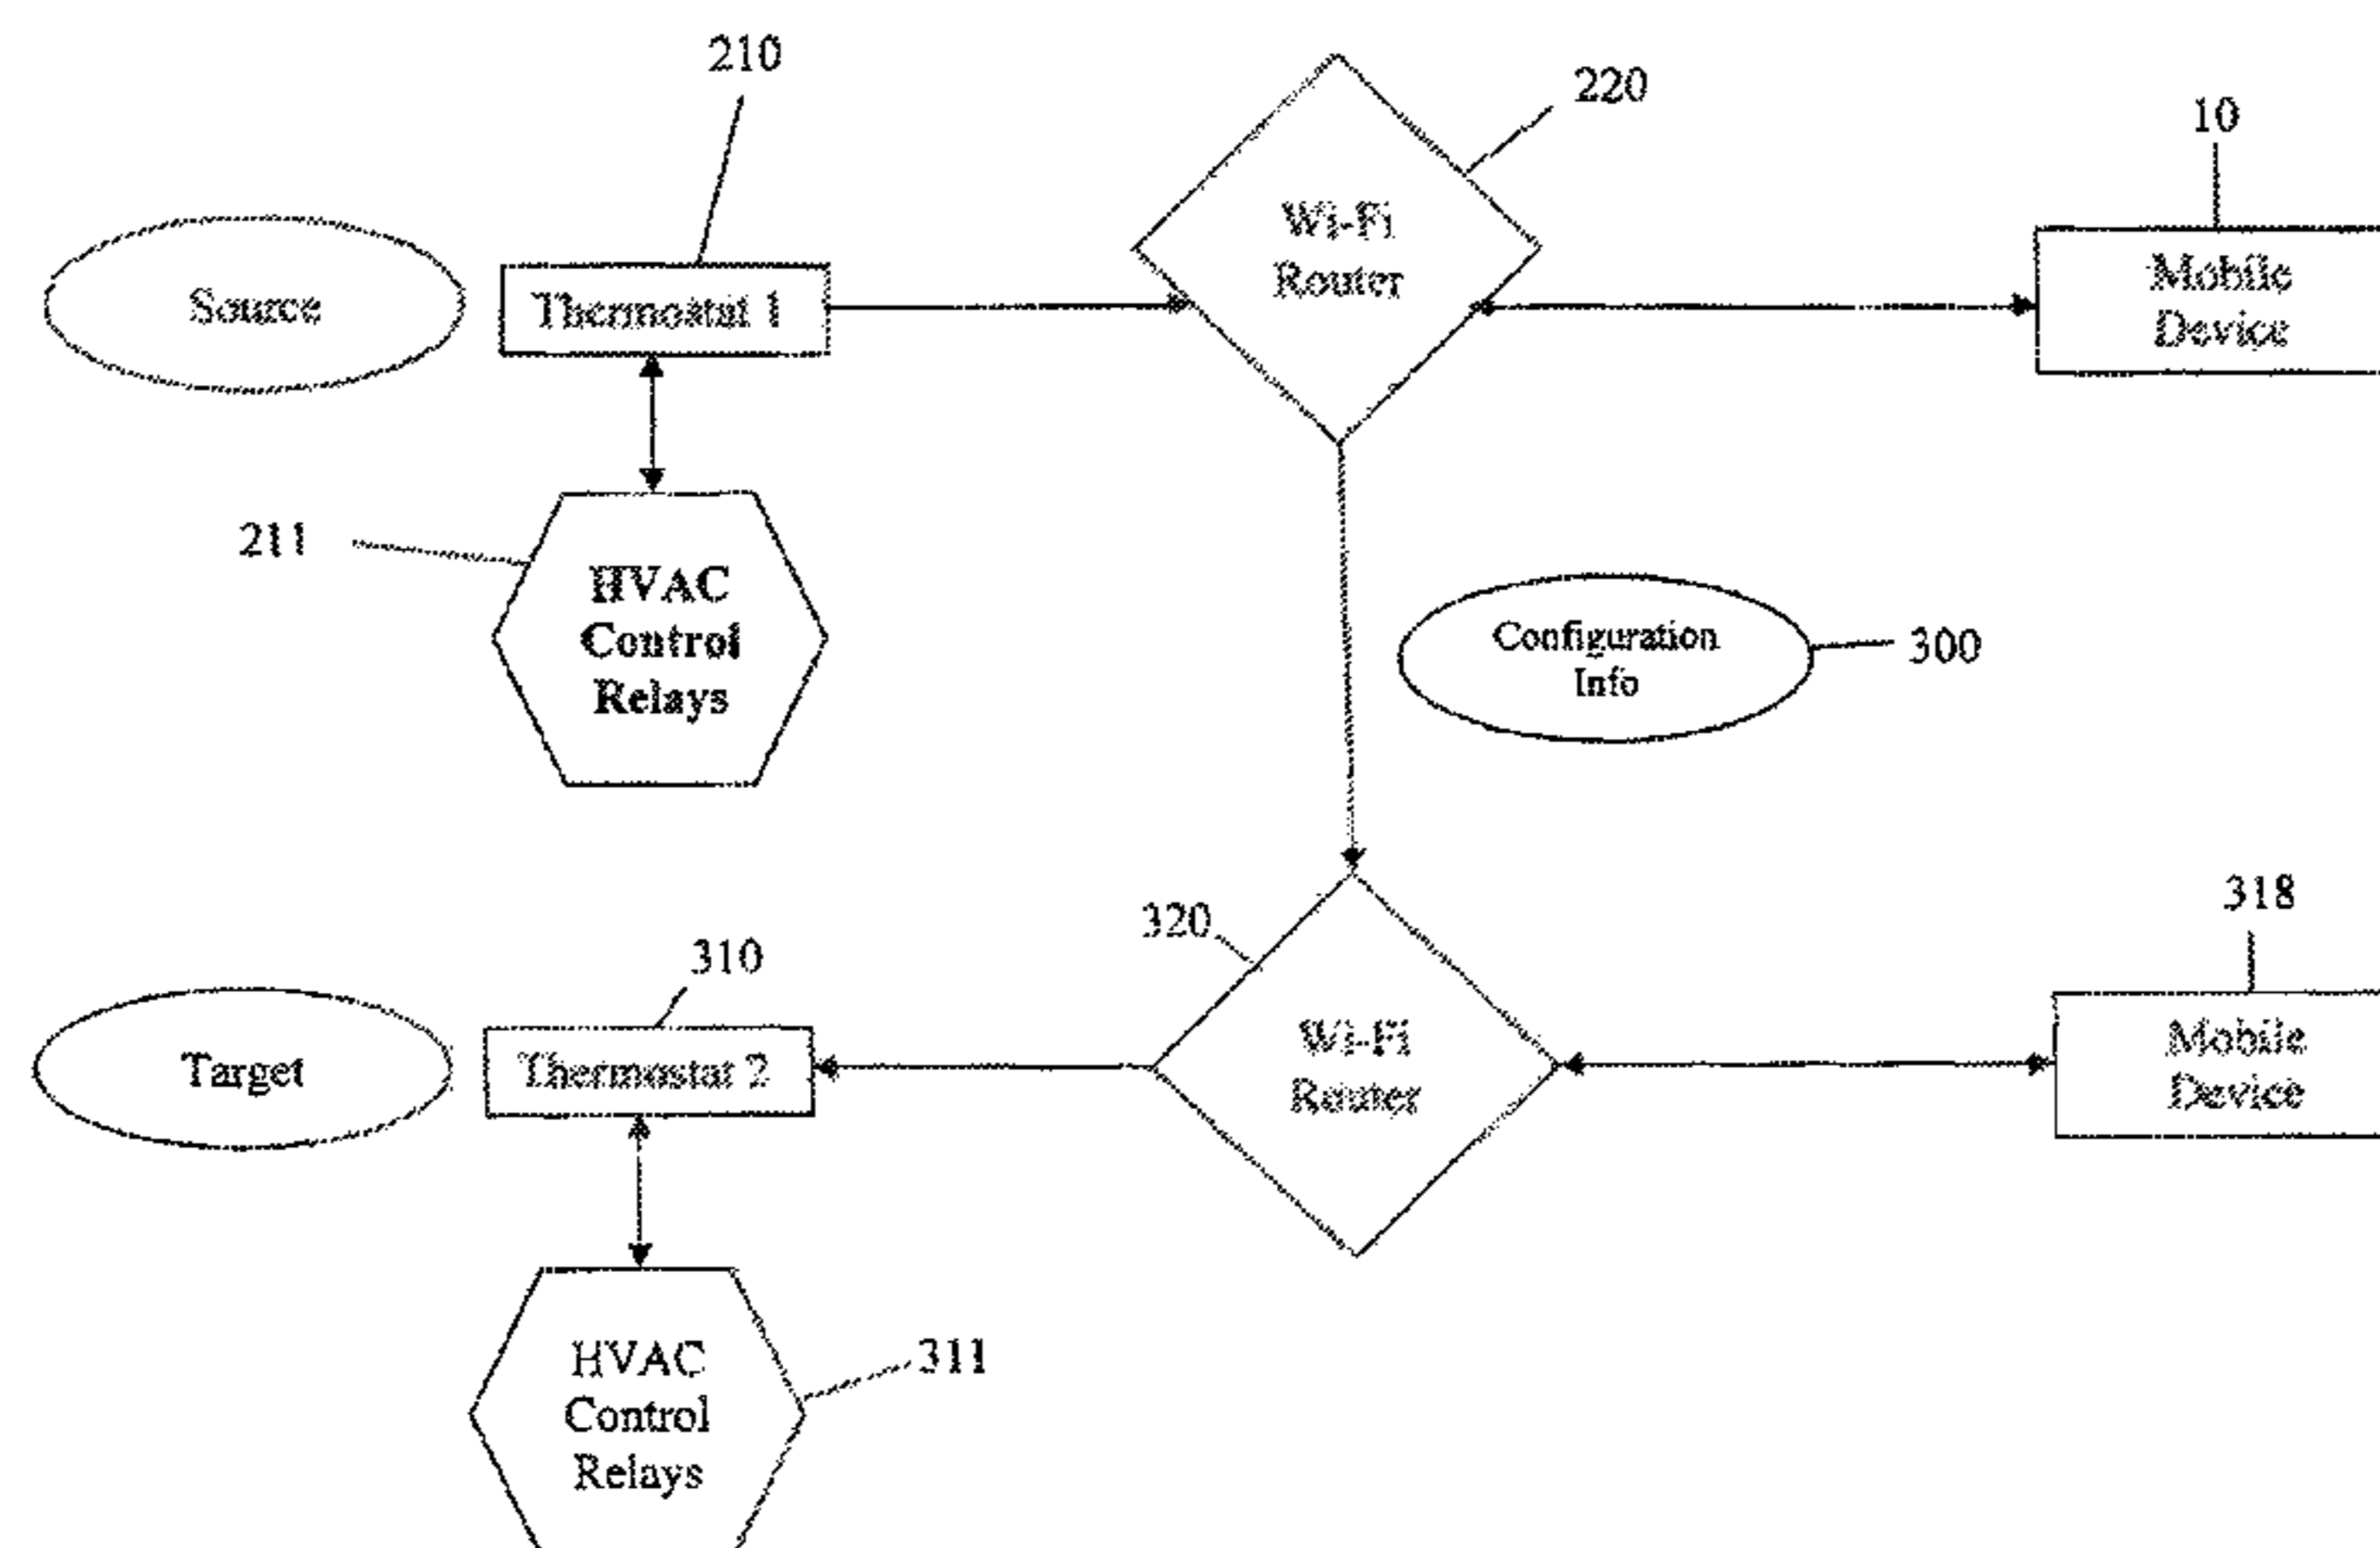 210
220
10
Source
Thermostat 1
Wi-Fi
Router
Mobile
Device
211
HVAC
Control
Relays
Configuration
Info
300
320
318
310
Target
Thermostat 2
Wi-Fi
Router
Mobile
Device
HVAC
Control
Relays
311